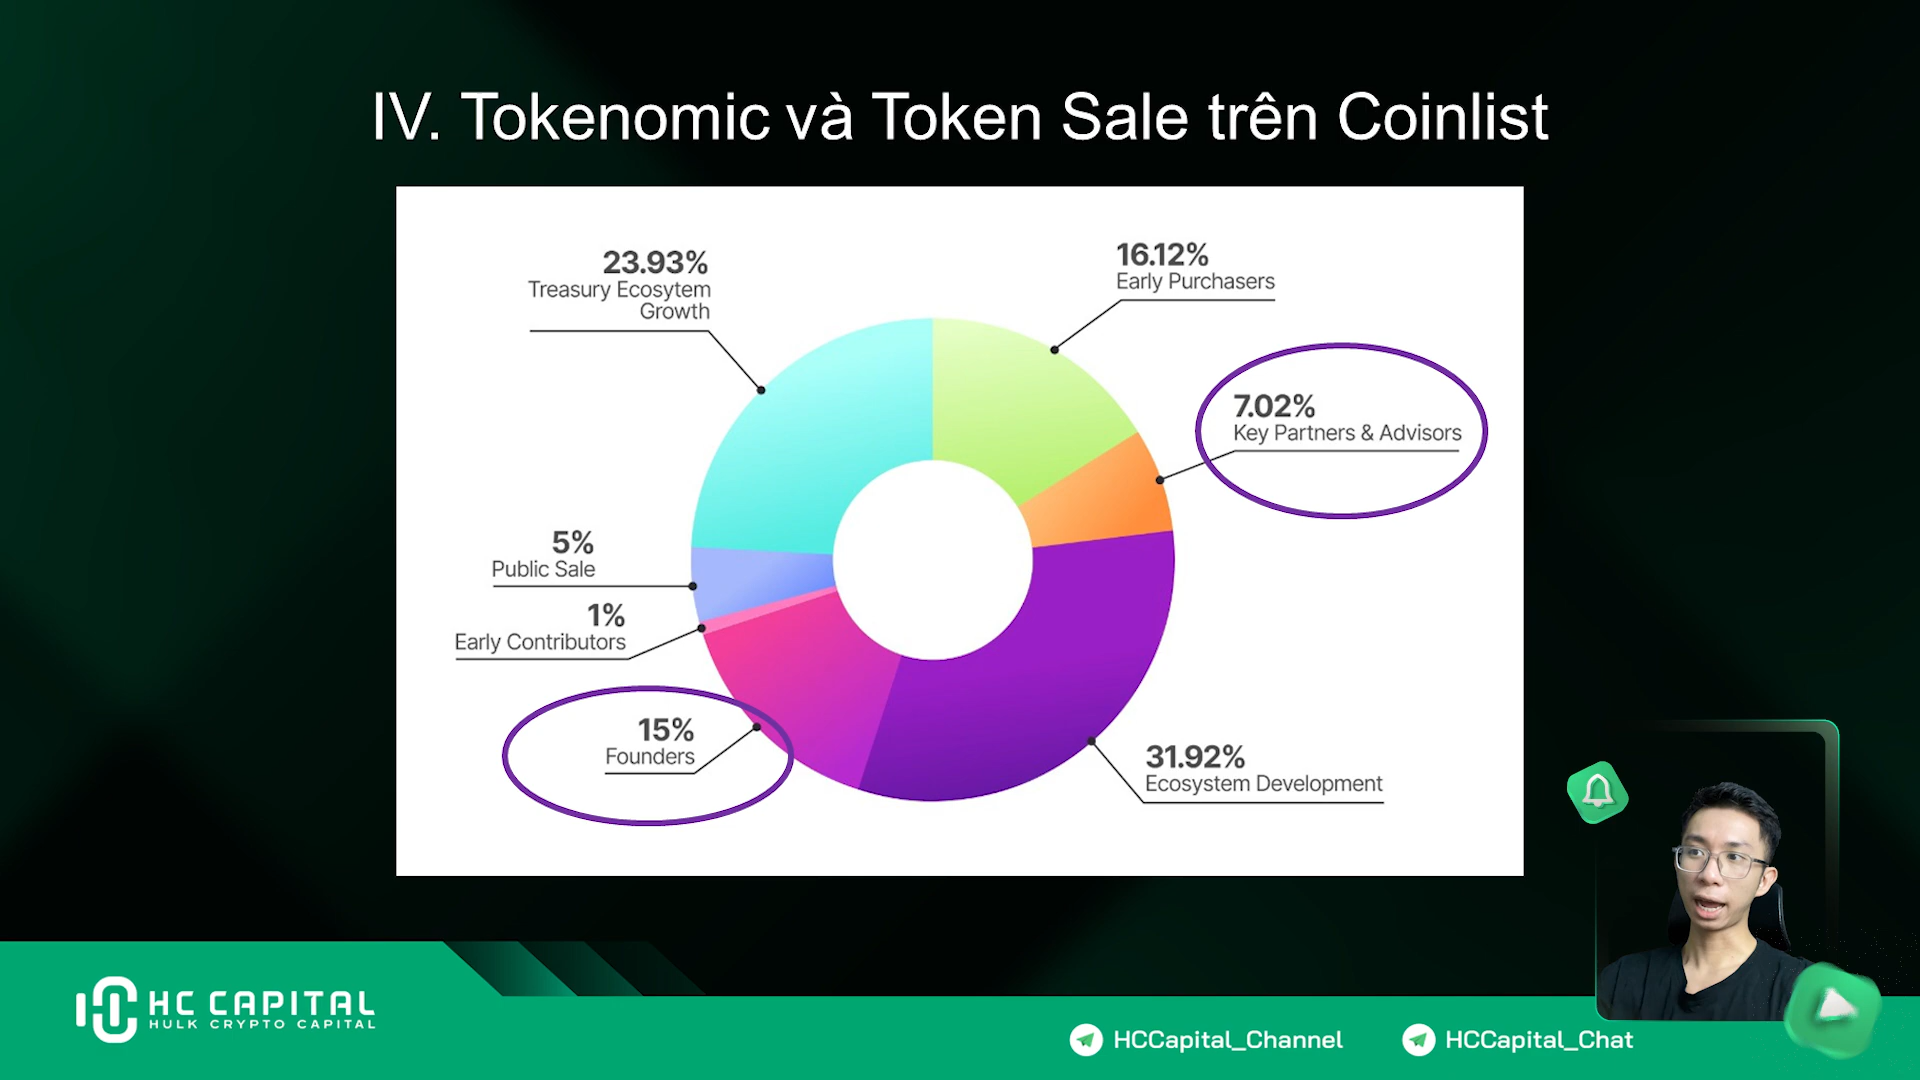 IV. Tokenomic và Token Sale trên Coinlist
23.93%
Treasury Ecosytem
Growth
16.12%
Early Purchasers
7.02%
Key Partners & Advisors
5%
Public Sale
1%
Early Contributors
15%
Founders
31.92%
Ecosystem Development
HC CAPITAL
HULK CRYPTO CAPITAL
HCCapital_Channel
HCCapital_Chat